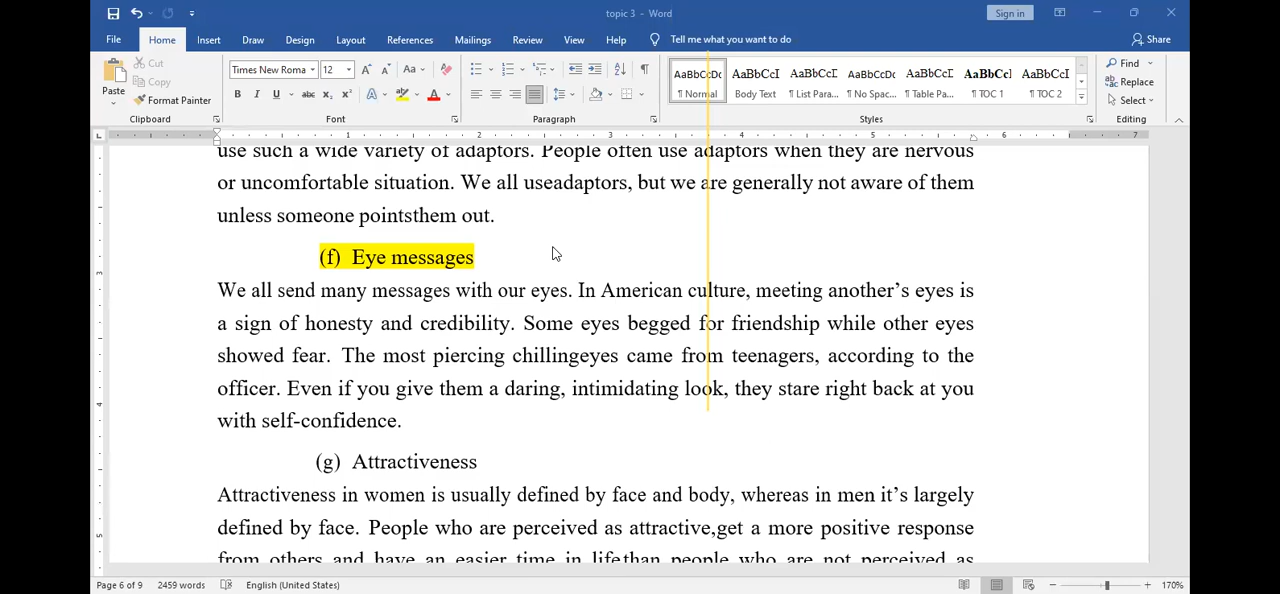 topic 3 - Word
Sign in
File Home Insert Draw Design Layout References Mailings Review View Help Tell me what you want to do Share
Paste
Cut
Copy
Format Painter
Clipboard
Times New Roma 12
Font
Paragraph
AaBbCcDc AaBbCcI AaBbCcD AaBbCcDc AaBbCcD AaBbCcI AaBbCcI
¶ Normal Body Text ¶ List Para... ¶ No Spac... ¶ Table Pa... ¶ TOC 1 ¶ TOC 2
Styles
Find
Replace
Select
Editing
1 2 3 4 5 6 7
use such a wide variety of adaptors. People often use adaptors when they are nervous
or uncomfortable situation. We all useadaptors, but we are generally not aware of them
unless someone pointsthem out.
(f) Eye messages
We all send many messages with our eyes. In American culture, meeting another’s eyes is
a sign of honesty and credibility. Some eyes begged for friendship while other eyes
showed fear. The most piercing chillingeyes came from teenagers, according to the
officer. Even if you give them a daring, intimidating look, they stare right back at you
with self-confidence.
(g) Attractiveness
Attractiveness in women is usually defined by face and body, whereas in men it’s largely
defined by face. People who are perceived as attractive,get a more positive response
from others and have an easier time in lifethan people who are not perceived as
Page 6 of 9 2459 words English (United States) 170%